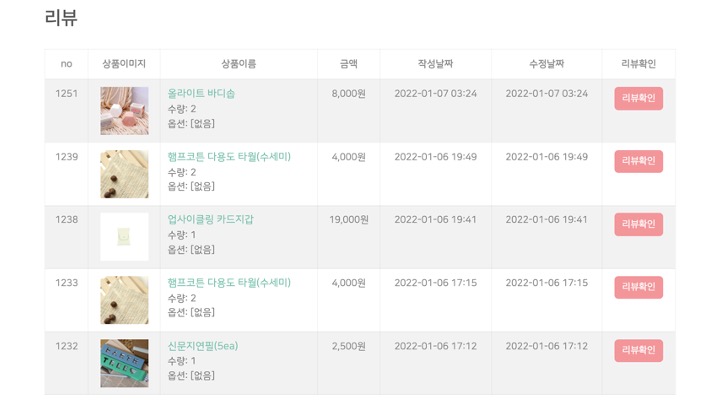 리뷰
no 상품이미지 상품이름 금액 작성날짜 수정날짜 리뷰확인
1251 올라이트 바디솝 8,000원 2022-01-07 03:24 2022-01-07 03:24 리뷰확인
수량: 2
옵션: [없음]
1239 햄프코튼 다용도 타월(수세미) 4,000원 2022-01-06 19:49 2022-01-06 19:49 리뷰확인
수량: 2
옵션: [없음]
1238 업사이클링 카드지갑 19,000원 2022-01-06 19:41 2022-01-06 19:41 리뷰확인
수량: 1
옵션: [없음]
1233 햄프코튼 다용도 타월(수세미) 4,000원 2022-01-06 17:15 2022-01-06 17:15 리뷰확인
수량: 2
옵션: [없음]
1232 신문지연필(5ea) 2,500원 2022-01-06 17:12 2022-01-06 17:12 리뷰확인
수량: 1
옵션: [없음]